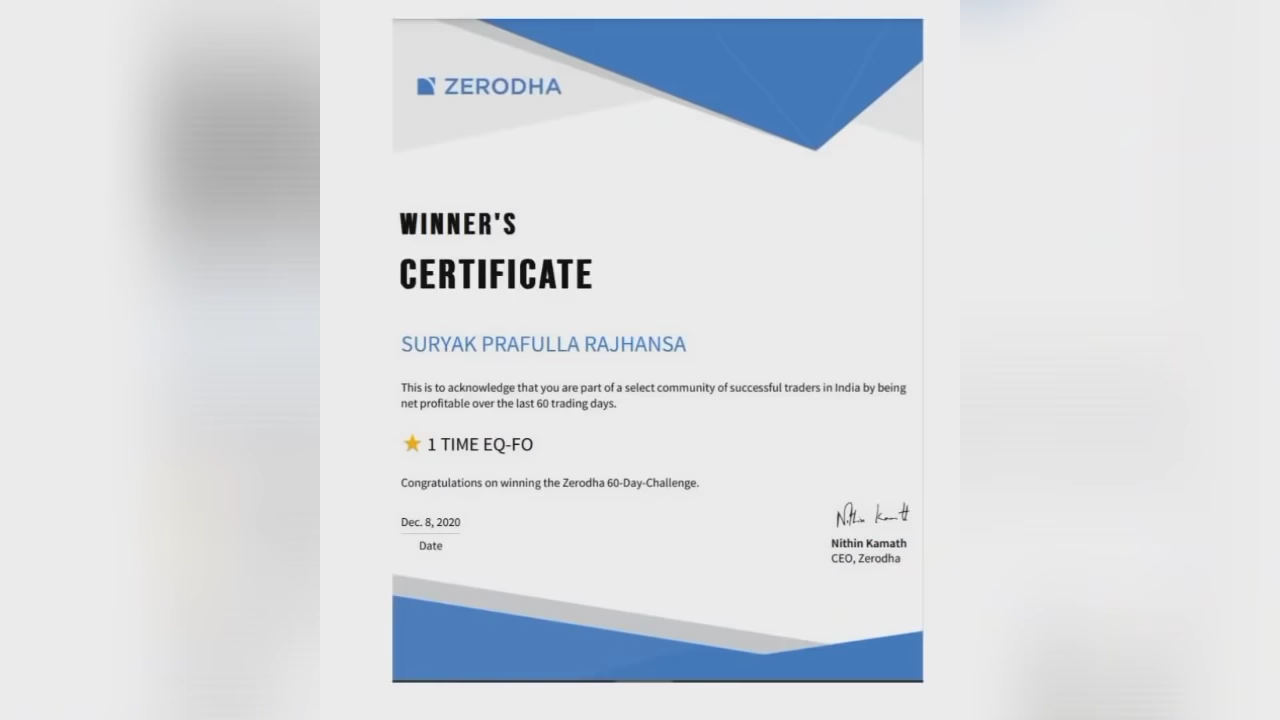 ZERODHA
WINNER'S
CERTIFICATE
SURYAK PRAFULLA RAJHANSA
This is to acknowledge that you are part of a select community of successful traders in India by being
net profitable over the last 60 trading days.
1 TIME EQ-FO
Congratulations on winning the Zerodha 60-Day-Challenge.
Dec. 8, 2020
Date
Nithin Kamath
Nithin Kamath
CEO, Zerodha